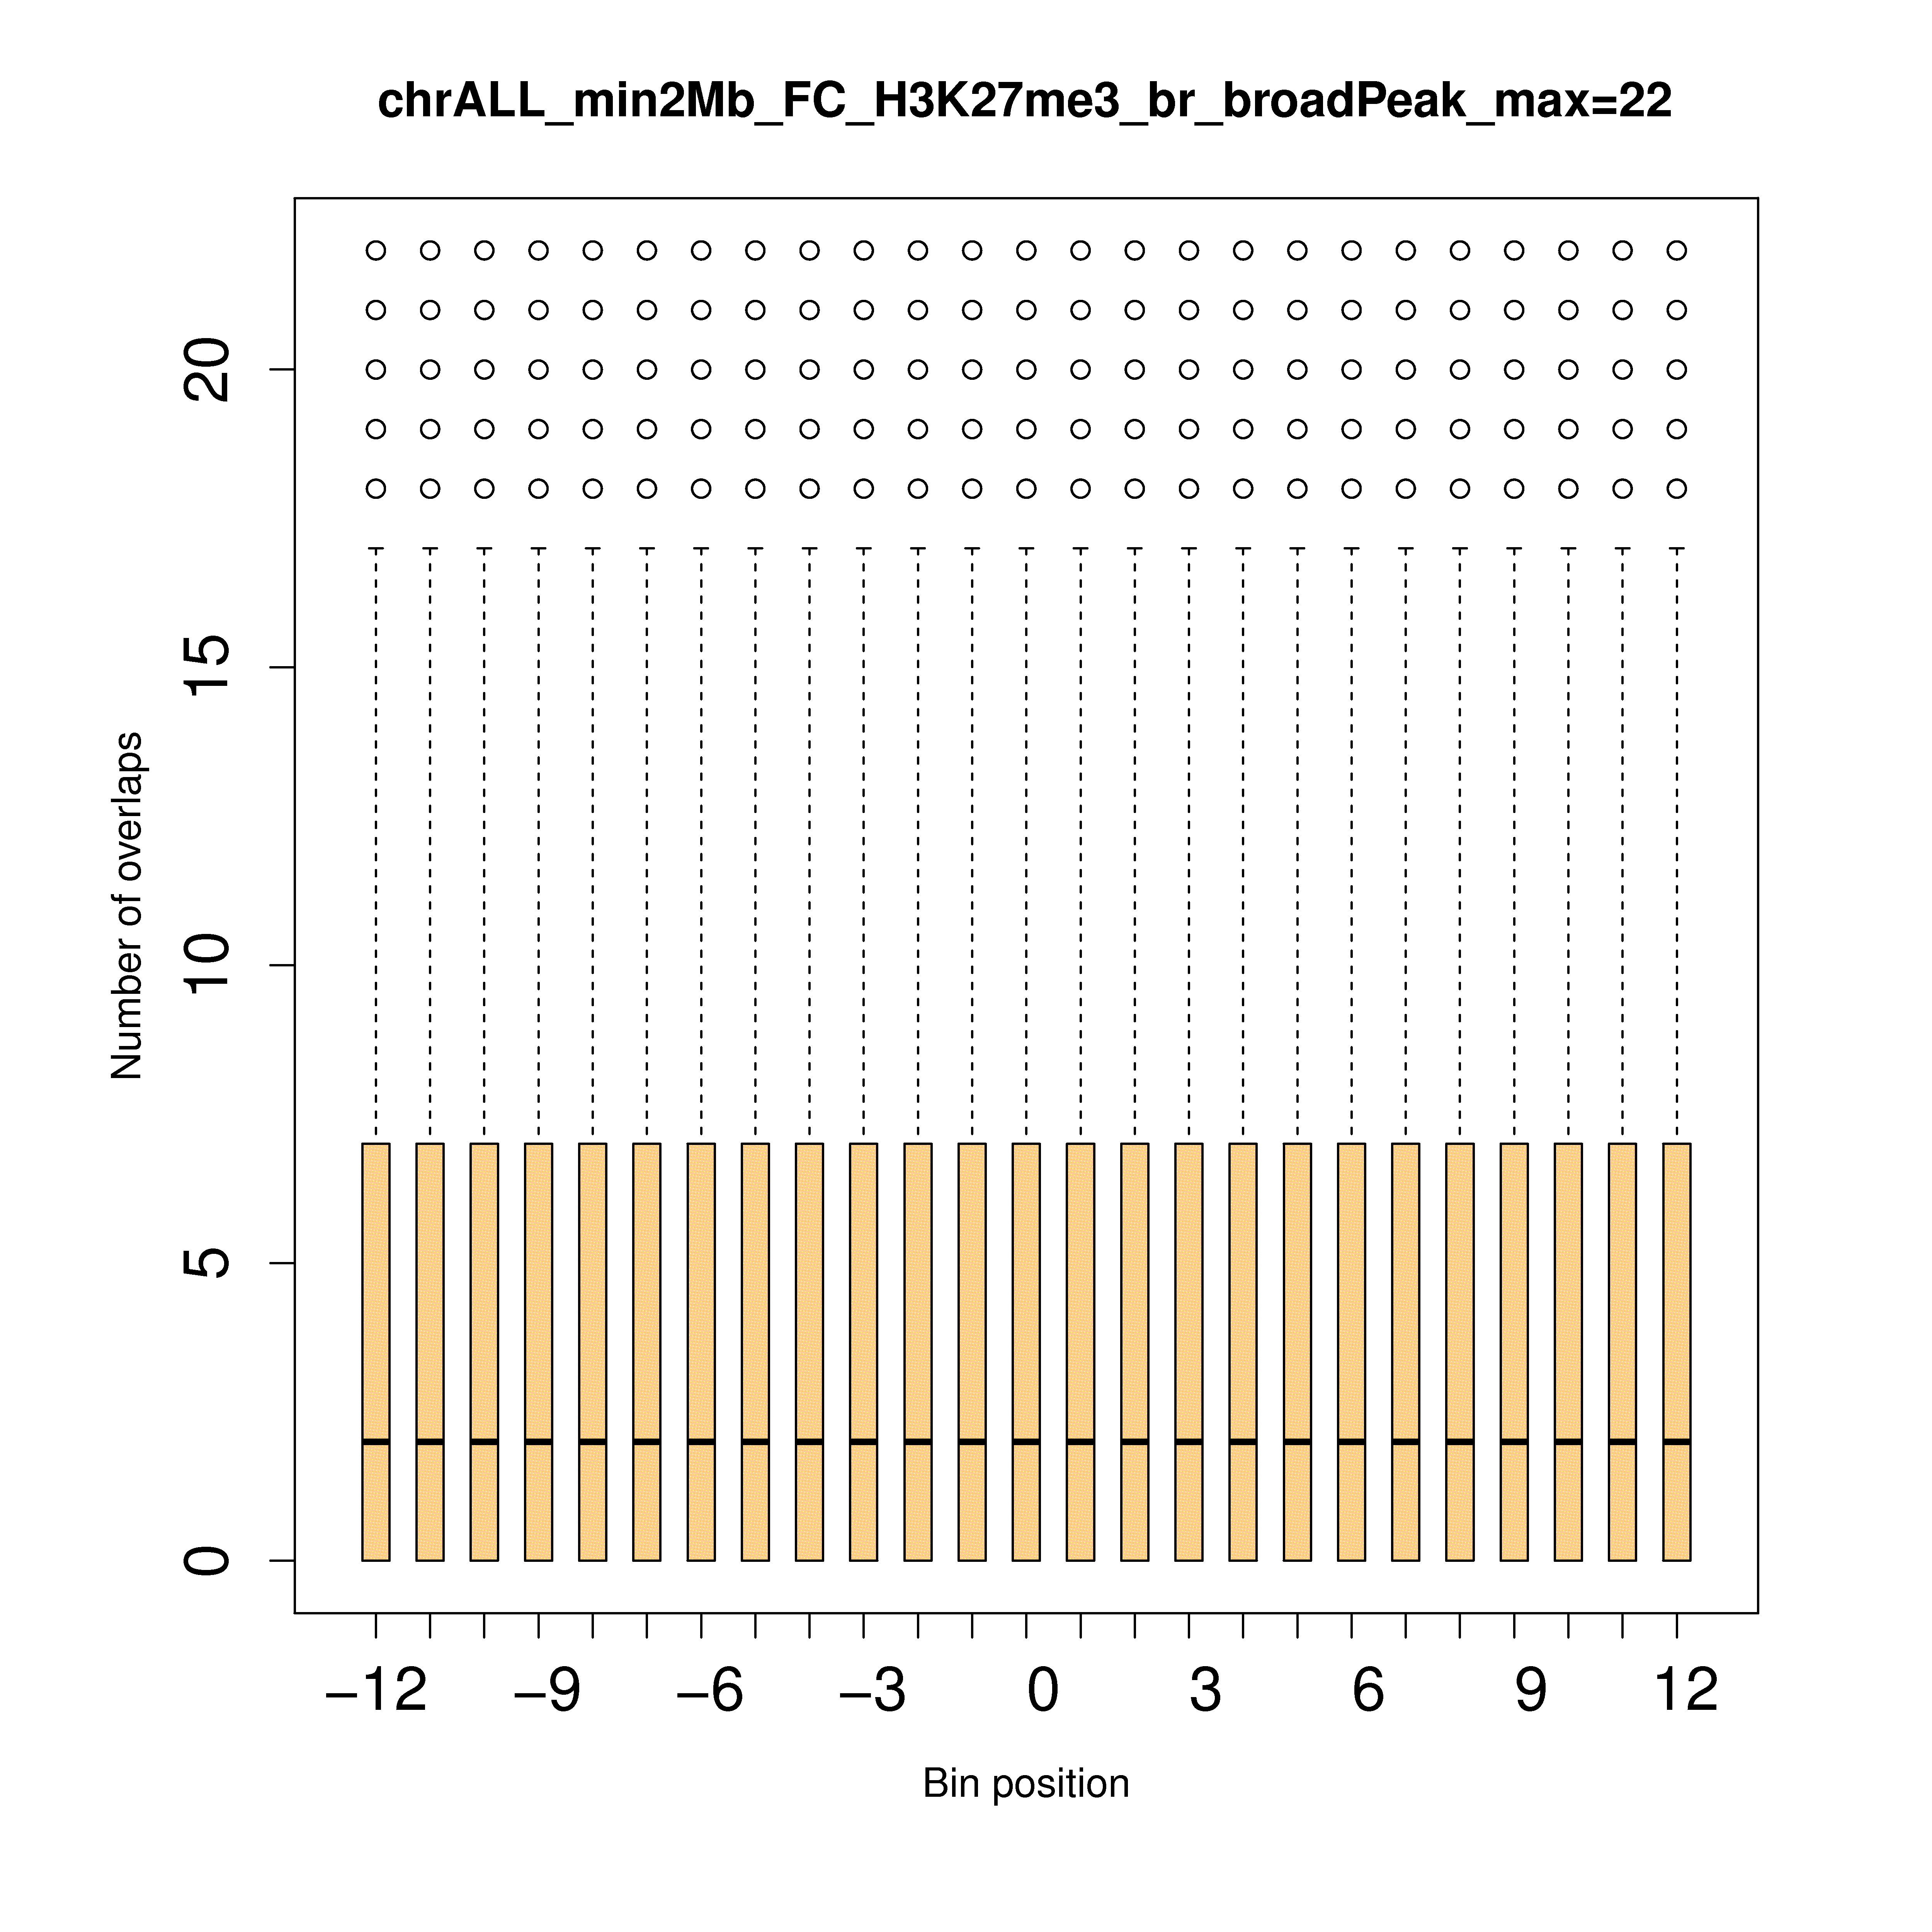 chrALL_min2Mb_FC_H3K27me3_br_broadPeak_max=22
20
15
10
5
0
Number of overlaps
−12 −9 −6 −3 0 3 6 9 12
Bin position